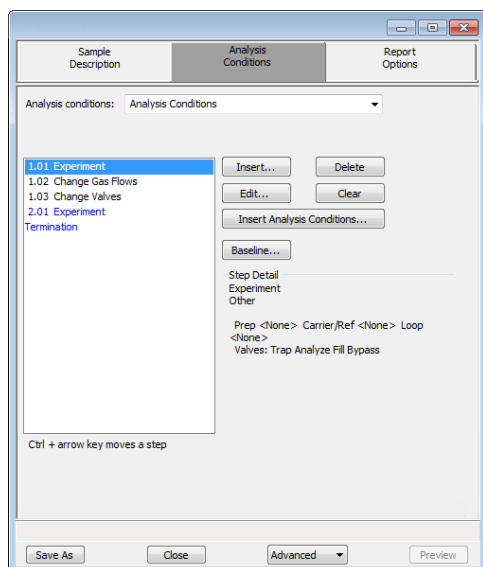 Sample
Description
Analysis
Conditions
Report
Options
Analysis conditions: Analysis Conditions
1.01 Experiment
1.02 Change Gas Flows
1.03 Change Valves
2.01 Experiment
Termination
Insert... Delete
Edit... Clear
Insert Analysis Conditions...
Baseline...
Step Detail
Experiment
Other
Prep <None> Carrier/Ref <None> Loop
<None>
Valves: Trap Analyze Fill Bypass
Ctrl + arrow key moves a step
Save As Close Advanced Preview